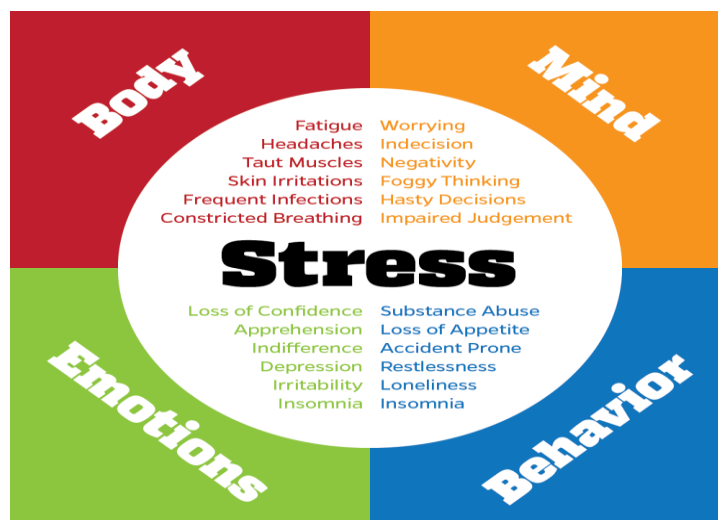 Body
Mind
Fatigue
Headaches
Taut Muscles
Skin Irritations
Frequent Infections
Constricted Breathing
Worrying
Indecision
Negativity
Foggy Thinking
Hasty Decisions
Impaired Judgement
Stress
Loss of Confidence
Apprehension
Indifference
Depression
Irritability
Insomnia
Substance Abuse
Loss of Appetite
Accident Prone
Restlessness
Loneliness
Insomnia
Emotions
Behavior